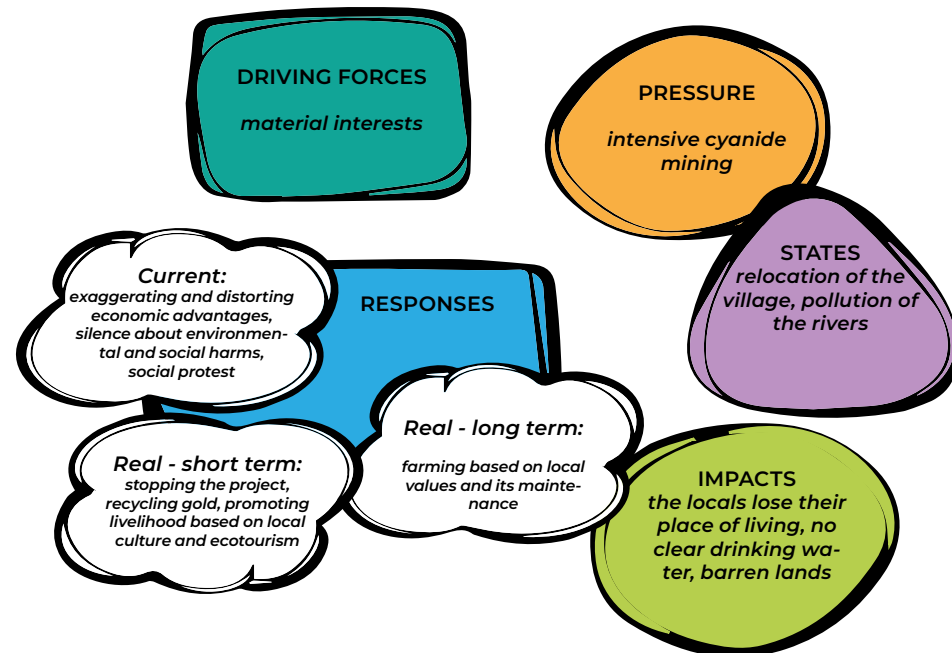 DRIVING FORCES
material interests
PRESSURE
intensive cyanide
mining
STATES
relocation of the
village, pollution of
the rivers
IMPACTS
the locals lose their
place of living, no
clear drinking wa-
ter, barren lands
RESPONSES
Current:
exaggerating and distorting
economic advantages,
silence about environmen-
tal and social harms,
social protest
Real - short term:
stopping the project,
recycling gold, promoting
livelihood based on local
culture and ecotourism
Real - long term:
farming based on local
values and its mainte-
nance